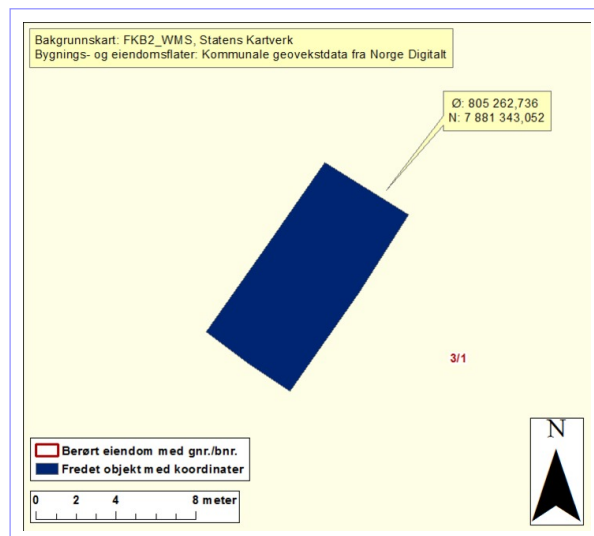 Bakgrunnskart: FKB2_WMS, Statens Kartverk
Bygnings- og eiendomsflater: Kommunale geovekstdata fra Norge Digitalt
Ø: 805 262,736
N: 7 881 343,052
3/1
Berørt eiendom med gnr./bnr.
Fredet objekt med koordinater
0 2 4 8 meter
N